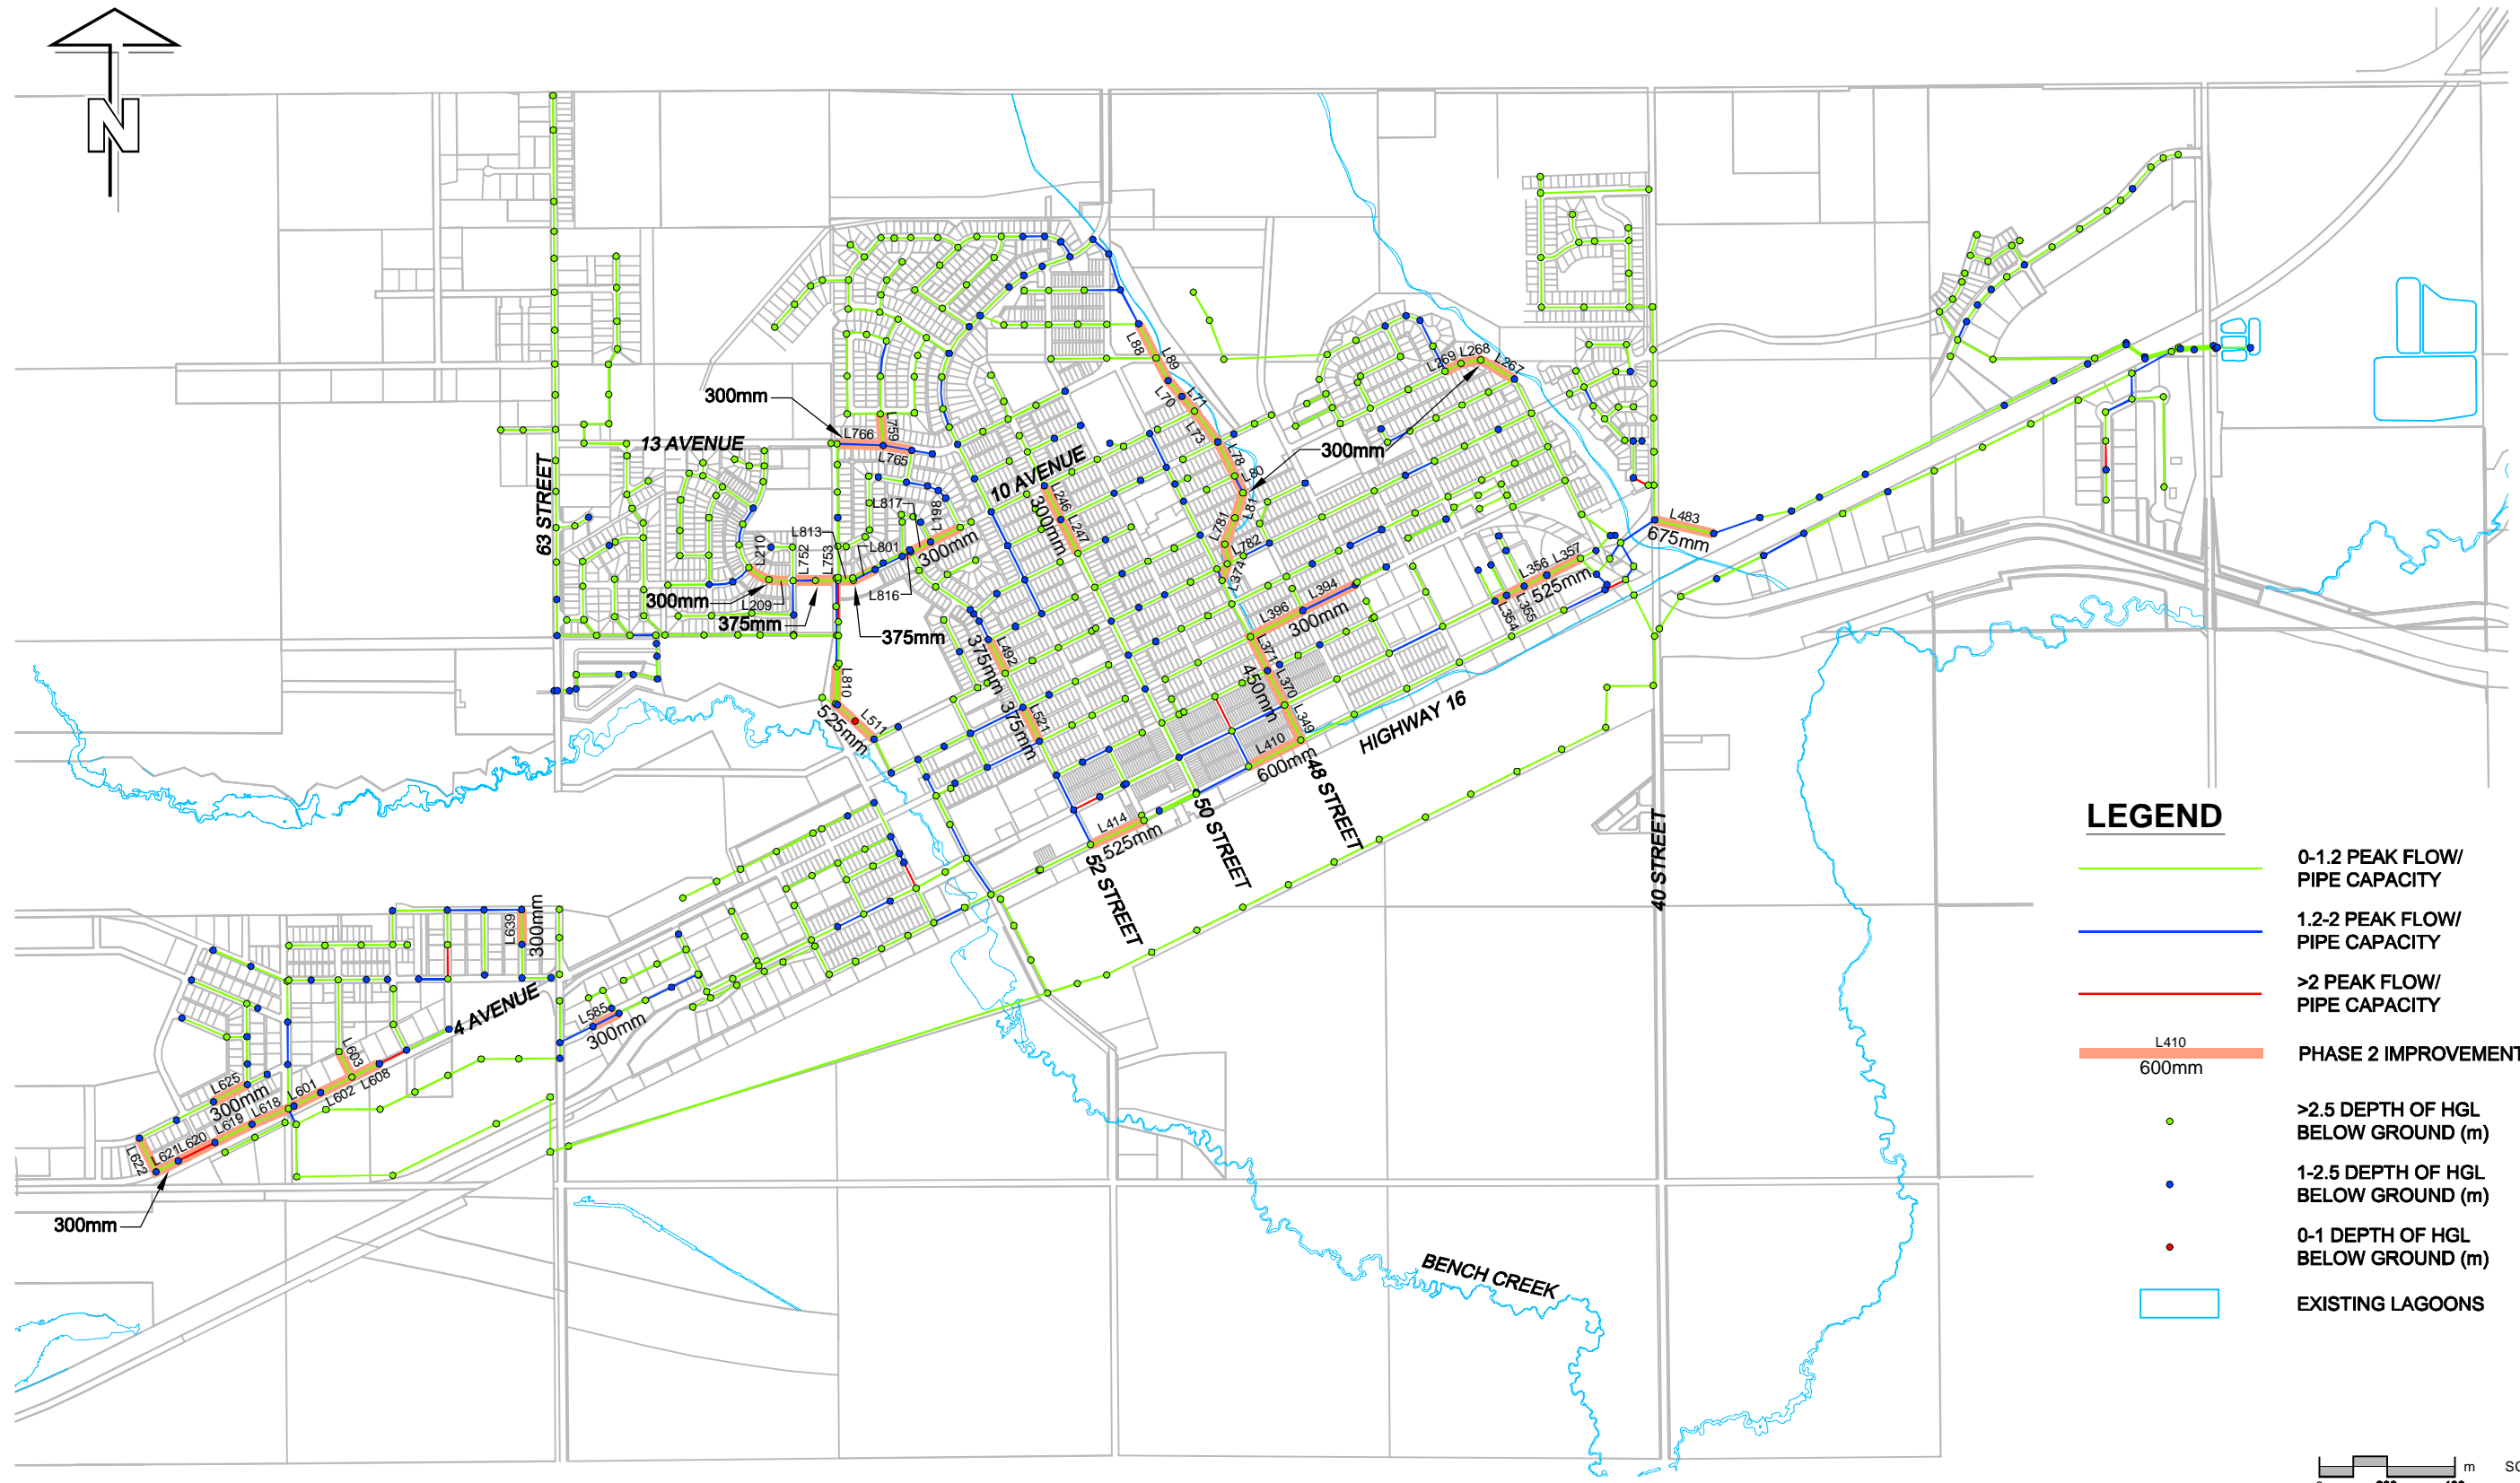 N
63 STREET
13 AVENUE
10 AVENUE
300mm
L766
L759
L765
L817
L198
300mm
L813
L801
L816
L210
L752
L753
300mm
L209
375mm
375mm
L810
525mm
L511
L88
L89
L70
L71
L73
L78
L80
L81
L781
L782
L374
300mm
L269
L268
L267
L246
300mm
L247
L492
375mm
L521
375mm
L396
L394
300mm
L371
L370
450mm
L349
L410
600mm
L414
525mm
L356
L357
L354
L355
525mm
L483
675mm
HIGHWAY 16
48 STREET
50 STREET
52 STREET
40 STREET
L639
300mm
4 AVENUE
L585
300mm
L603
L608
L602
L601
L625
300mm
L618
L619
L620
L621
L622
300mm
BENCH CREEK
LEGEND
0-1.2 PEAK FLOW/
PIPE CAPACITY
1.2-2 PEAK FLOW/
PIPE CAPACITY
>2 PEAK FLOW/
PIPE CAPACITY
L410
600mm
PHASE 2 IMPROVEMENT
>2.5 DEPTH OF HGL
BELOW GROUND (m)
1-2.5 DEPTH OF HGL
BELOW GROUND (m)
0-1 DEPTH OF HGL
BELOW GROUND (m)
EXISTING LAGOONS
m